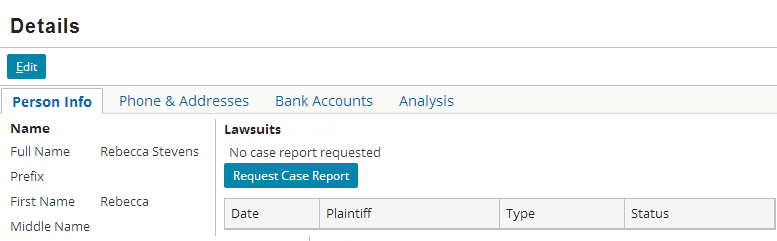 Details
Edit
Person Info Phone & Addresses Bank Accounts Analysis
Name
Full Name Rebecca Stevens
Prefix
First Name Rebecca
Middle Name
Lawsuits
No case report requested
Request Case Report
Date Plaintiff Type Status